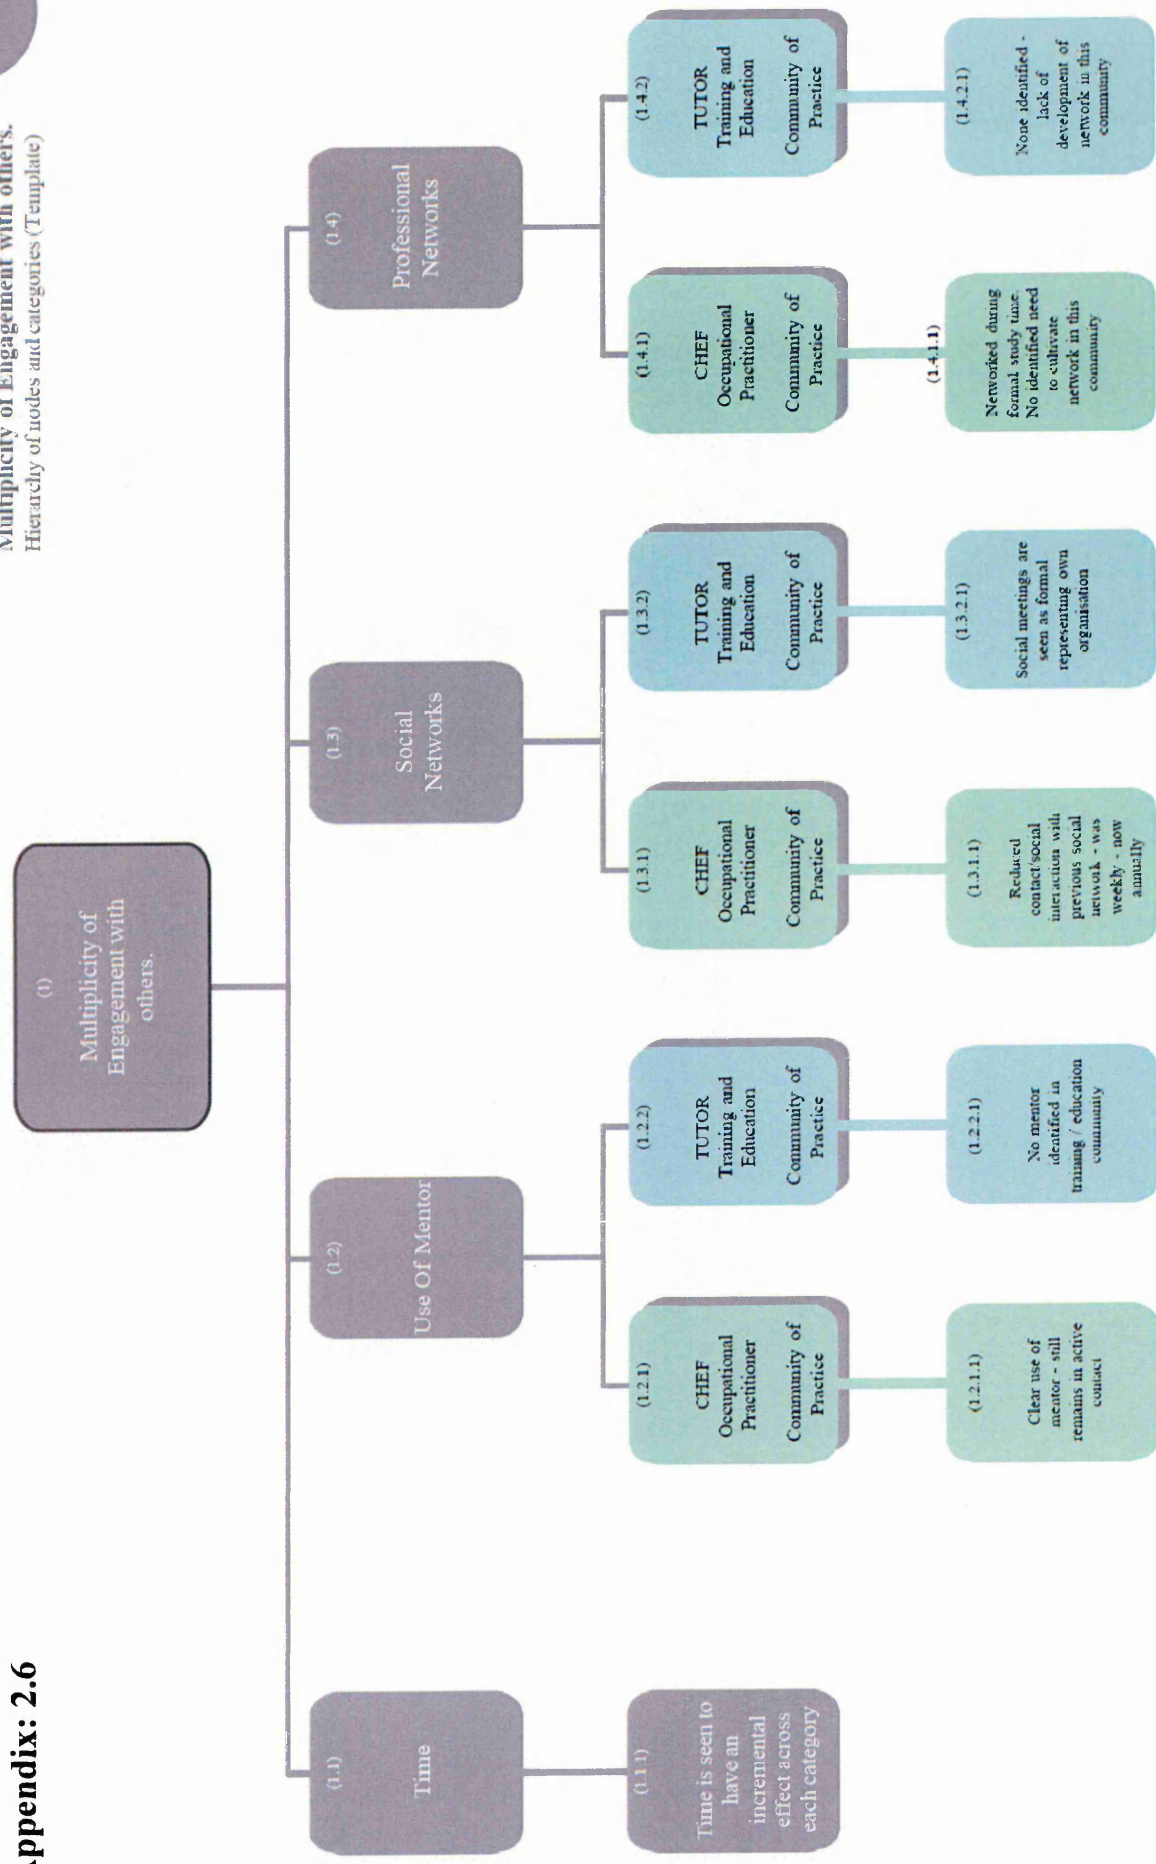 Appendix: 2.6
Multiplicity of Engagement with others.
Hierarchy of nodes and categories (Template)
(1)
Multiplicity of
Engagement with
others.
(1.1)
Time
(1.1.1)
Time is seen to
have an
incremental
effect across
each category
(1.2)
Use Of Mentor
(1.2.1)
CHEF
Occupational
Practitioner
Community of
Practice
(1.2.1.1)
Clear use of
mentor - still
remains in active
contact
(1.2.2)
TUTOR
Training and
Education
Community of
Practice
(1.2.2.1)
No mentor
identified in
training / education
community
(1.3)
Social
Networks
(1.3.1)
CHEF
Occupational
Practitioner
Community of
Practice
(1.3.1.1)
Reduced
contact/social
interaction with
previous social
network - was
weekly - now
annually
(1.3.2)
TUTOR
Training and
Education
Community of
Practice
(1.3.2.1)
Social meetings are
seen as formal
representing own
organisation
(1.4)
Professional
Networks
(1.4.1)
CHEF
Occupational
Practitioner
Community of
Practice
(1.4.1.1)
Networked during
formal study time.
No identified need
to cultivate
network in this
community
(1.4.2)
TUTOR
Training and
Education
Community of
Practice
(1.4.2.1)
None identified -
lack of
development of
network in this
community